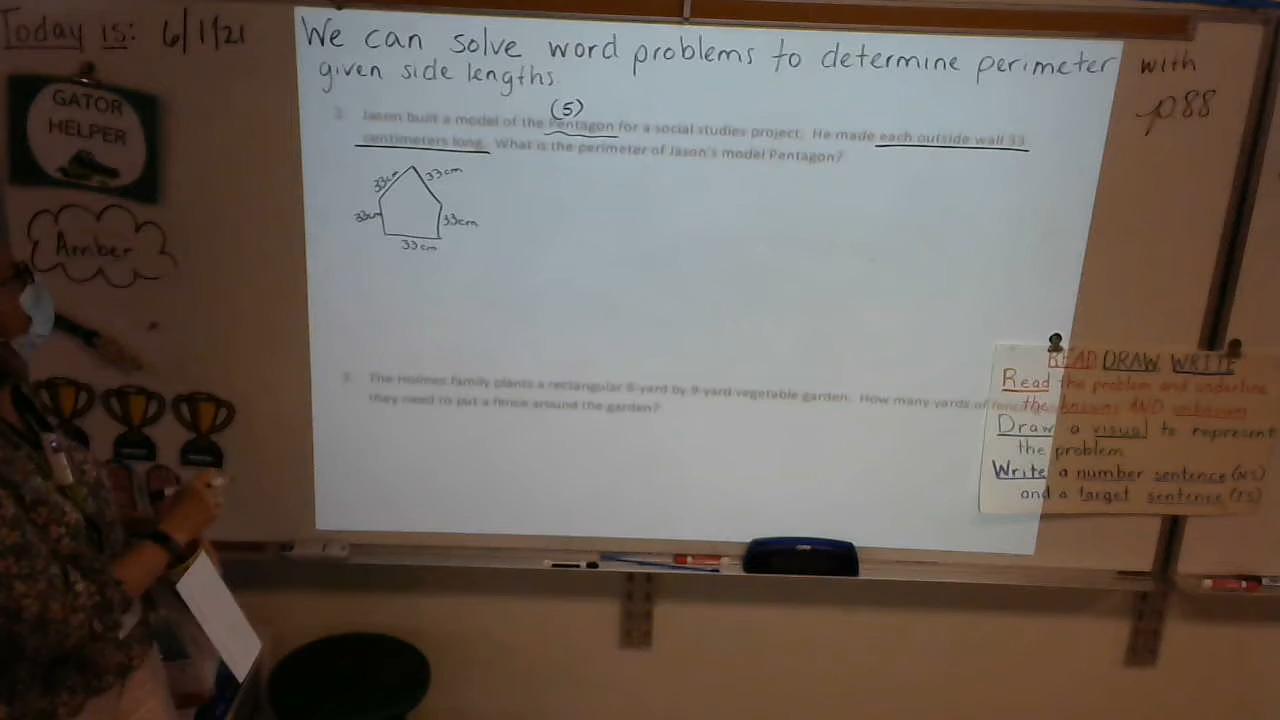 Today is: 6/1/21
We can solve word problems to determine perimeter with
given side lengths.
p88
GATOR
HELPER
Amber
(5)
2. Jason built a model of the Pentagon for a social studies project. He made each outside wall 33
centimeters long. What is the perimeter of Jason's model Pentagon?
33cm 33cm
33cm 33cm
33cm
3. The Holmes family plants a rectangular 8-yard by 9-yard vegetable garden. How many yards of
they need to put a fence around the garden?
READ DRAW WRITE
Read the problem and underline
the knowns AND unknown
Draw a visual to represent
the problem
Write a number sentence (NS)
and a target sentence (TS)